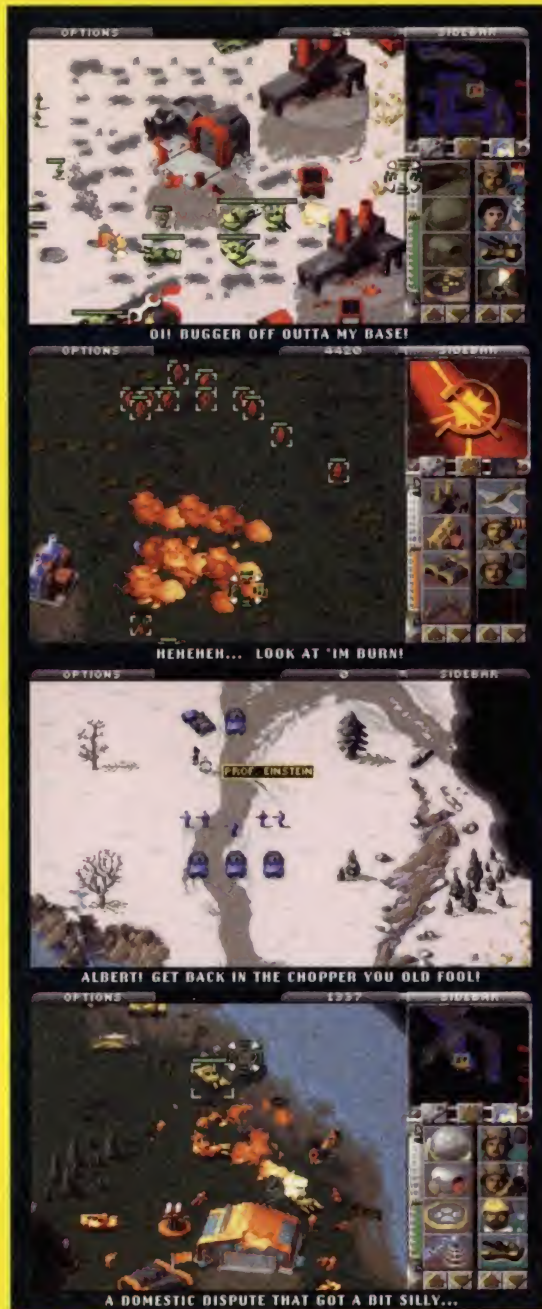 OPTIONS 24 SIDEBAR
OI! BUGGER OFF OUTTA MY BASE!
OPTIONS 4420 SIDEBAR
HEHEHEH... LOOK AT 'IM BURN!
OPTIONS 0 SIDEBAR
PROF. EINSTEIN
ALBERT! GET BACK IN THE CHOPPER YOU OLD FOOL!
OPTIONS 1337 SIDEBAR
A DOMESTIC DISPUTE THAT GOT A BIT SILLY...